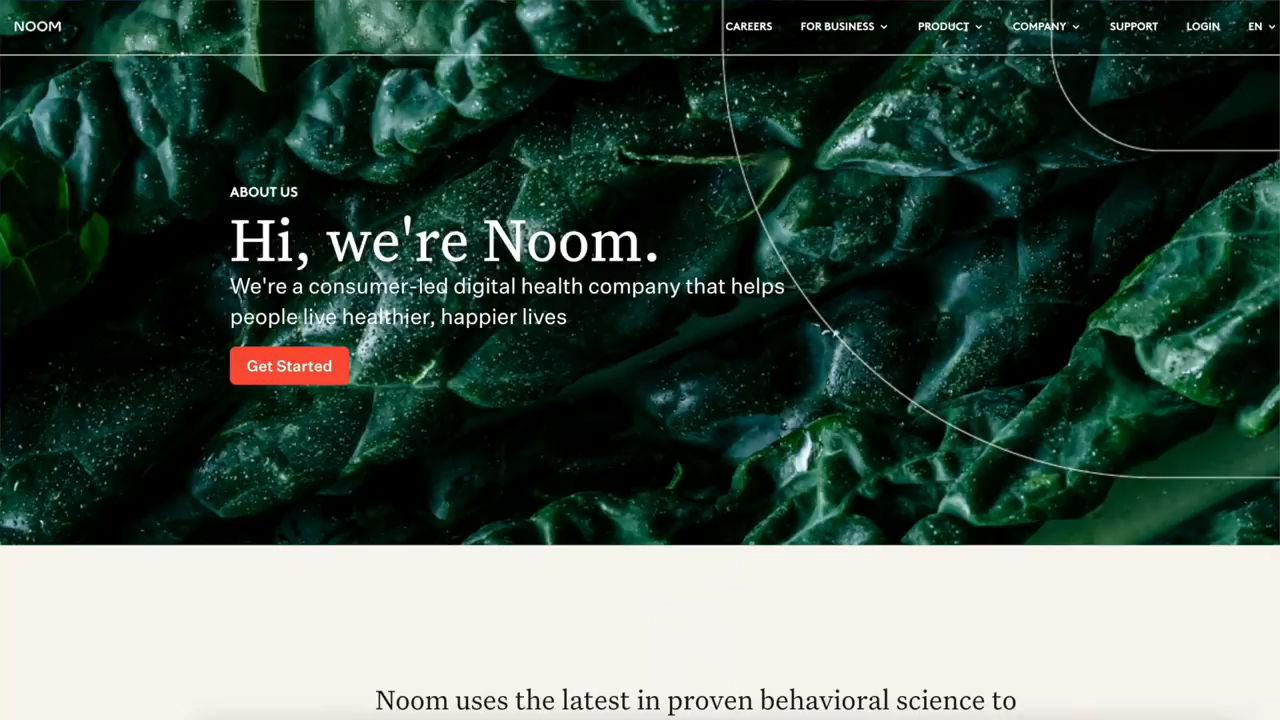 NOOM
CAREERS FOR BUSINESS PRODUCT COMPANY SUPPORT LOGIN EN
ABOUT US
Hi, we're Noom.
We're a consumer-led digital health company that helps
people live healthier, happier lives
Get Started
Noom uses the latest in proven behavioral science to